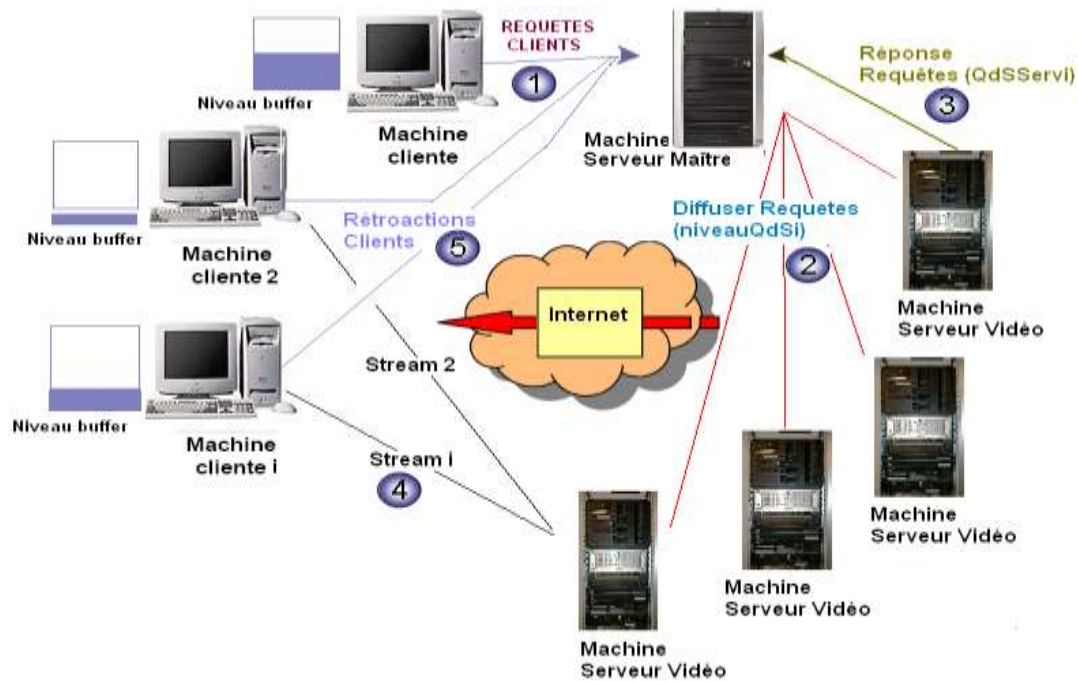 REQUETES
CLIENTS
1
Niveau buffer
Machine
cliente
Machine
Serveur Maître
Réponse
Requêtes (QdSServi)
3
Niveau buffer
Machine
cliente 2
Rétroactions
Clients
5
Diffuser Requetes
(niveauQdSi)
2
Machine
Serveur Vidéo
Internet
Stream 2
Niveau buffer
Machine
cliente i
Stream i
4
Machine
Serveur Vidéo
Machine
Serveur Vidéo
Machine
Serveur Vidéo